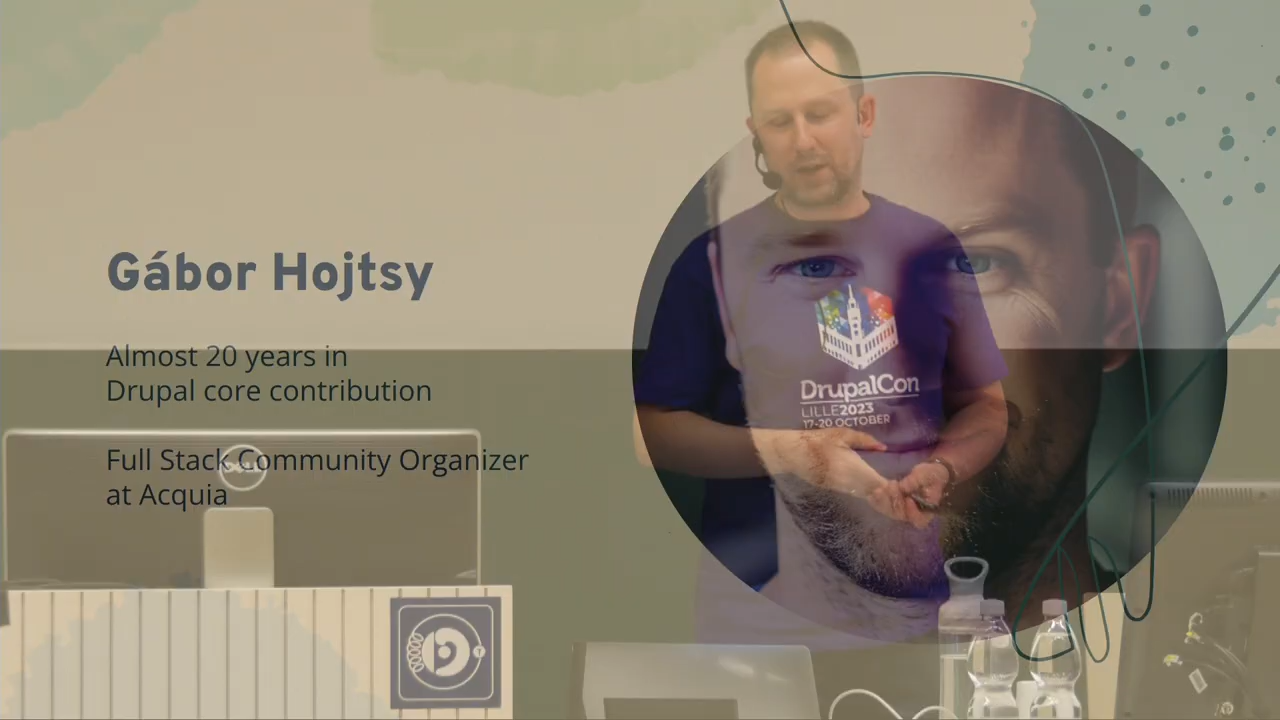 Gábor Hojtsy
Almost 20 years in
Drupal core contribution
Full Stack Community Organizer
at Acquia
DrupalCon
LILLE2023
17-20 OCTOBER
DELL